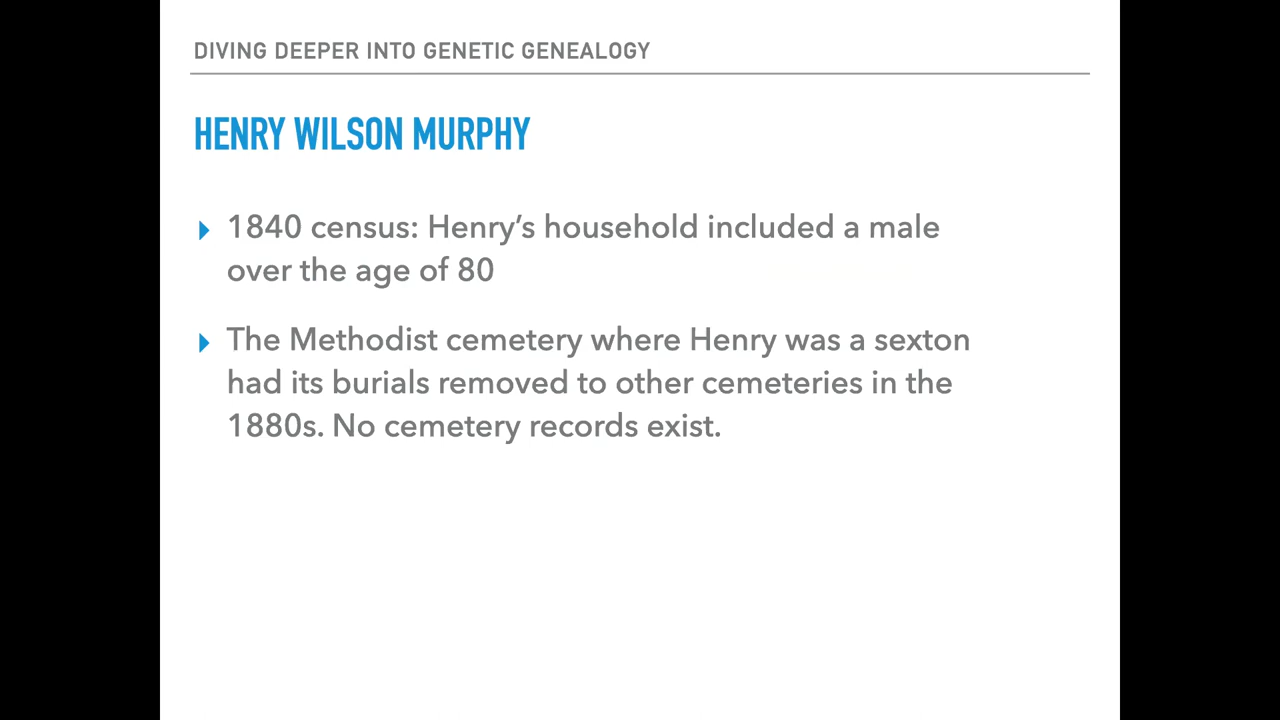 DIVING DEEPER INTO GENETIC GENEALOGY
HENRY WILSON MURPHY
1840 census: Henry’s household included a male
over the age of 80
The Methodist cemetery where Henry was a sexton
had its burials removed to other cemeteries in the
1880s. No cemetery records exist.